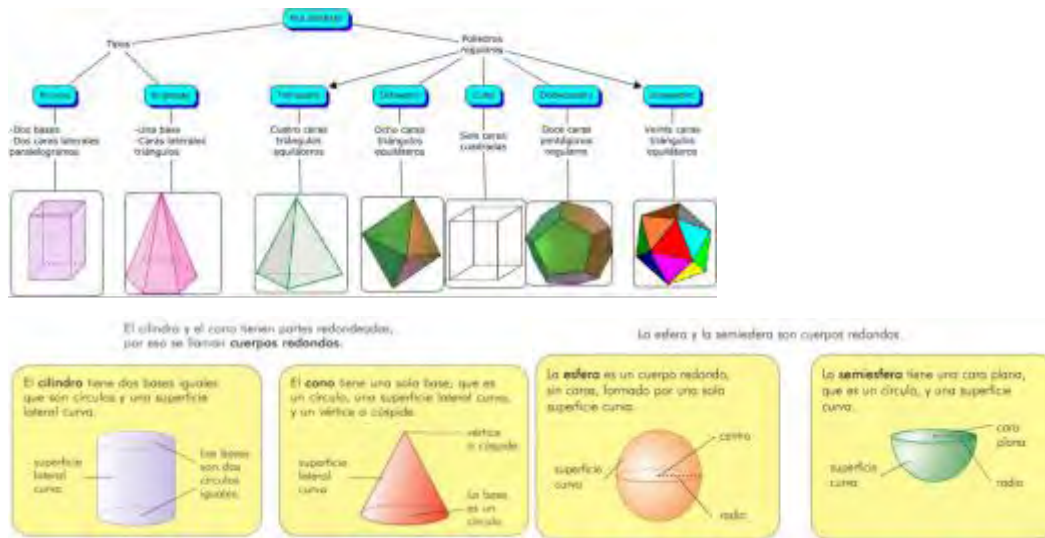 Tipos
Poliedros
regulares
Prisma
Pirámide
Tetraedro
Octaedro
Cubo
Dodecaedro
Icosaedro
-Dos bases
-Dos caras laterales
paralelogramos
-Una base
-Caras laterales
triángulos
Cuatro caras
triángulos
equiláteros
Ocho caras
triángulos
equiláteros
Seis caras
cuadradas
Doce caras
pentágonos
regulares
Veinte caras
triángulos
equiláteros
El cilindro y el cono tienen partes redondeadas,
por eso se llaman cuerpos redondos.
La esfera y la semiesfera son cuerpos redondos.
El cilindro tiene dos bases iguales
que son círculos y una superficie
lateral curva.
superficie
lateral
curva
las bases
son dos
círculos
iguales
El cono tiene una sola base, que es
un círculo, una superficie lateral curva,
y un vértice o cúspide.
vértice
o cúspide
superficie
lateral
curva
la base
es un
círculo
La esfera es un cuerpo redondo,
sin caras, formado por una sola
superficie curva.
centro
superficie
curva
radio
La semiesfera tiene una cara plana,
que es un círculo, y una superficie
curva.
cara
plana
superficie
curva
radio